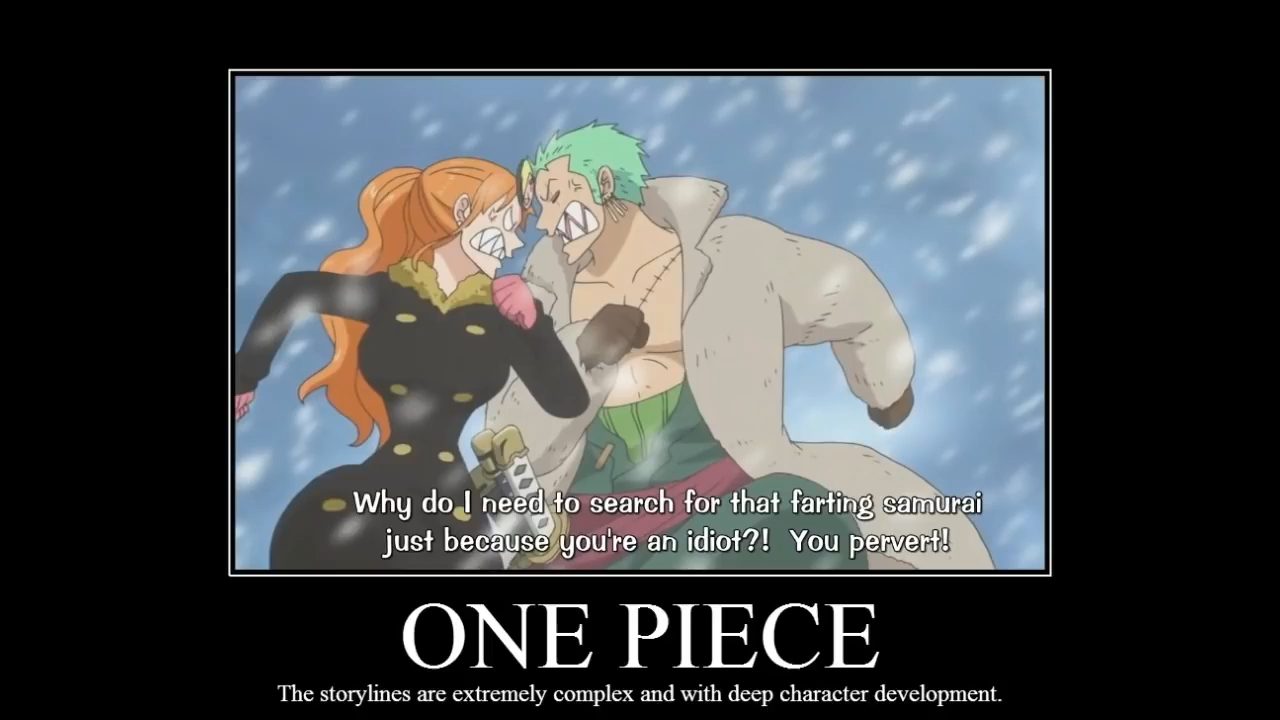 Why do I need to search for that farting samurai
just because you're an idiot?! You pervert!
ONE PIECE
The storylines are extremely complex and with deep character development.